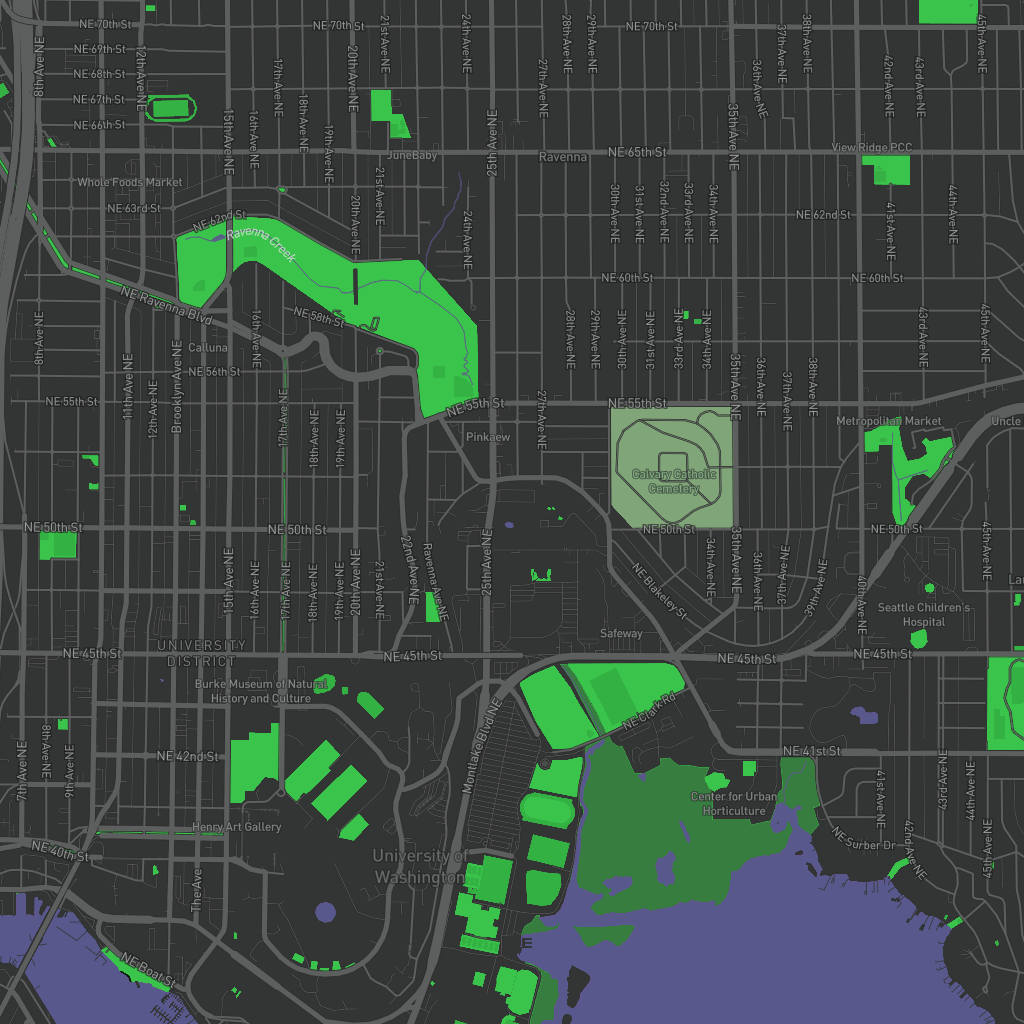 NE 70th St
NE 70th St
NE 70th St
21st Ave NE
24th Ave NE
28th Ave NE
29th Ave NE
38th Ave NE
45th Ave NE
8th Ave NE
NE 69th St
20th Ave NE
37th Ave NE
12th Ave NE
NE 68th St
17th Ave NE
27th Ave NE
36th Ave NE
42nd Ave NE
43rd Ave NE
NE 67th St
NE 66th St
15th Ave NE
16th Ave NE
18th Ave NE
19th Ave NE
25th Ave NE
35th Ave NE
JuneBaby
Ravenna
NE 65th St
View Ridge PCC
Whole Foods Market
21st Ave NE
20th Ave NE
30th Ave NE
31st Ave NE
32nd Ave NE
33rd Ave NE
34th Ave NE
44th Ave NE
NE 63rd St
NE 62nd St
NE 62nd St
24th Ave NE
41st Ave NE
Ravenna Creek
NE 60th St
NE 60th St
NE Ravenna Blvd
NE 58th St
8th Ave NE
19th Ave NE
28th Ave NE
29th Ave NE
30th Ave NE
31st Ave NE
33rd Ave NE
34th Ave NE
43rd Ave NE
45th Ave NE
Calluna
NE 56th St
11th Ave NE
12th Ave NE
Brooklyn Ave NE
35th Ave NE
36th Ave NE
37th Ave NE
38th Ave NE
NE 55th St
NE 55th St
NE 55th St
17th Ave NE
18th Ave NE
19th Ave NE
27th Ave NE
Pinkaew
Metropolitan Market
Uncle
Calvary Catholic
Cemetery
NE 50th St
NE 50th St
NE 50th St
NE 50th St
15th Ave NE
16th Ave NE
17th Ave NE
18th Ave NE
19th Ave NE
20th Ave NE
21st Ave NE
22nd Ave NE
Ravenna Ave NE
25th Ave NE
NE Blakeley St
34th Ave NE
35th Ave NE
36th Ave NE
37th Ave NE
39th Ave NE
40th Ave NE
45th Ave NE
Seattle Children's
Hospital
Safeway
UNIVERSITY
DISTRICT
NE 45th St
NE 45th St
NE 45th St
NE 45th St
Burke Museum of Natural
History and Culture
NE Clark Rd
Montlake Blvd NE
7th Ave NE
8th Ave NE
9th Ave NE
NE 42nd St
NE 41st St
Center for Urban
Horticulture
41st Ave NE
42nd Ave NE
43rd Ave NE
44th Ave NE
45th Ave NE
Henry Art Gallery
NE Surber Dr
NE 40th St
University of
Washington
The Ave
NE Boat St